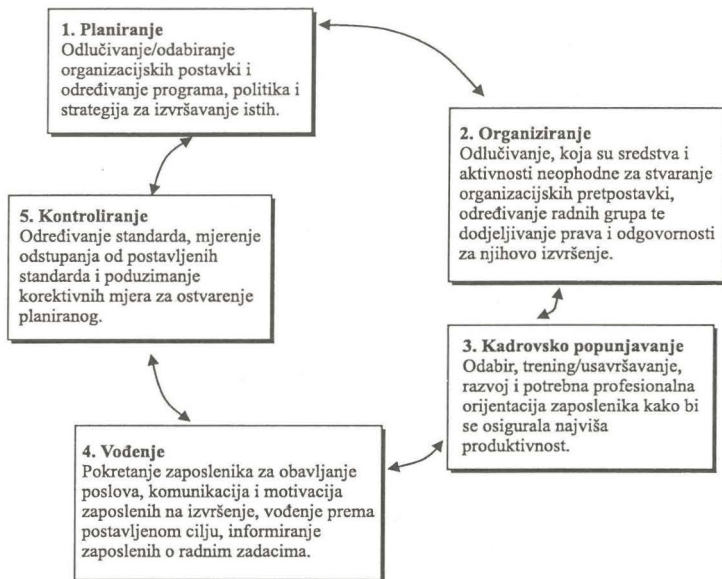 1. Planiranje
Odlučivanje/odabiranje
organizacijskih postavki i
određivanje programa, politika i
strategija za izvršavanje istih.
2. Organiziranje
Odlučivanje, koja su sredstva i
aktivnosti neophodne za stvaranje
organizacijskih pretpostavki,
određivanje radnih grupa te
dodjeljivanje prava i odgovornosti
za njihovo izvršenje.
3. Kadrovsko popunjavanje
Odabir, trening/usavršavanje,
razvoj i potrebna profesionalna
orijentacija zaposlenika kako bi
se osigurala najviša
produktivnost.
4. Vođenje
Pokretanje zaposlenika za obavljanje
poslova, komunikacija i motivacija
zaposlenih na izvršenje, vođenje prema
postavljenom cilju, informiranje
zaposlenih o radnim zadacima.
5. Kontroliranje
Određivanje standarda, mjerenje
odstupanja od postavljenih
standarda i poduzimanje
korektivnih mjera za ostvarenje
planiranog.